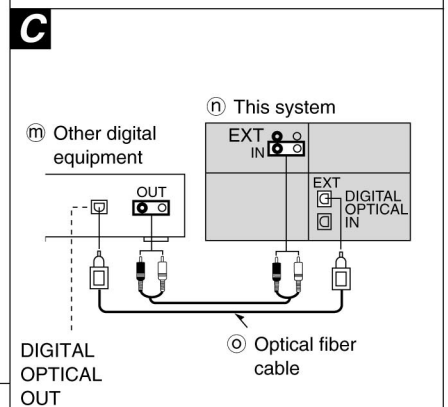 C
ⓝ This system
ⓜ Other digital
equipment
EXT
IN
OUT
EXT
DIGITAL
OPTICAL
IN
ⓞ Optical fiber
cable
DIGITAL
OPTICAL
OUT